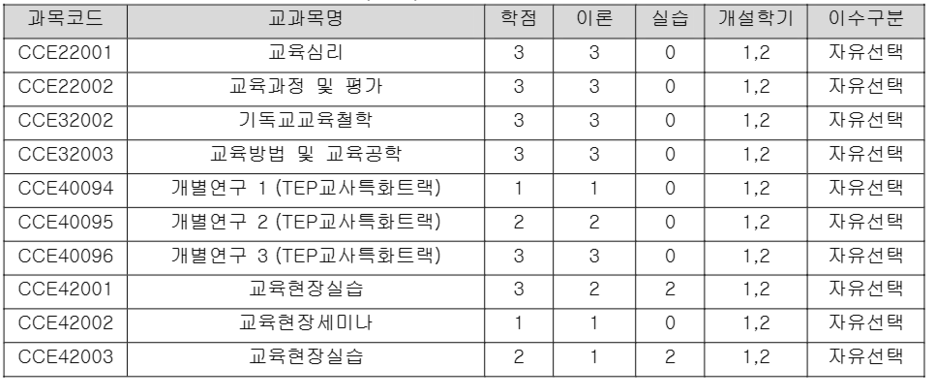 과목코드 교과목명 학점 이론 실습 개설학기 이수구분
CCE22001 교육심리 3 3 0 1,2 자유선택
CCE22002 교육과정 및 평가 3 3 0 1,2 자유선택
CCE32002 기독교교육철학 3 3 0 1,2 자유선택
CCE32003 교육방법 및 교육공학 3 3 0 1,2 자유선택
CCE40094 개별연구 1 (TEP교사특화트랙) 1 1 0 1,2 자유선택
CCE40095 개별연구 2 (TEP교사특화트랙) 2 2 0 1,2 자유선택
CCE40096 개별연구 3 (TEP교사특화트랙) 3 3 0 1,2 자유선택
CCE42001 교육현장실습 3 2 2 1,2 자유선택
CCE42002 교육현장세미나 1 1 0 1,2 자유선택
CCE42003 교육현장실습 2 1 2 1,2 자유선택